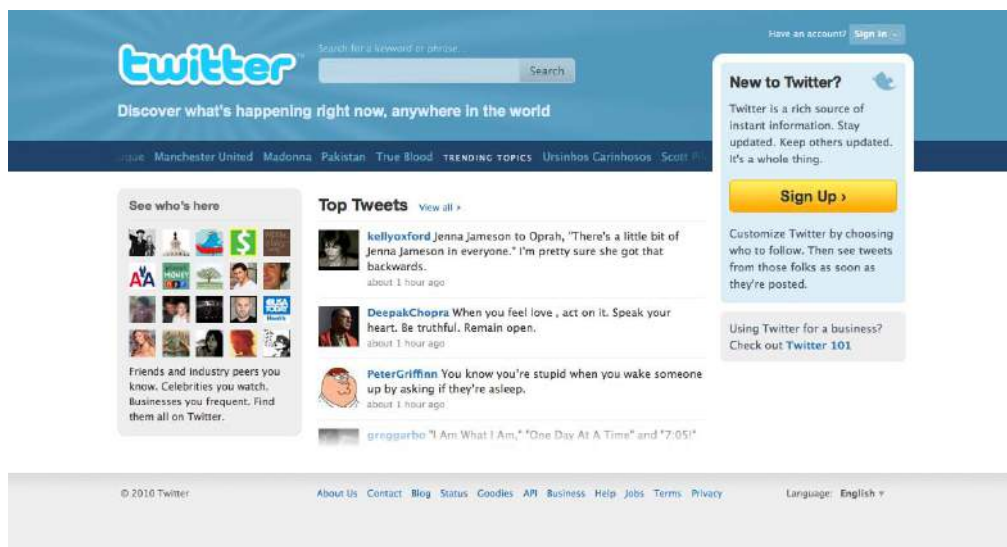 Have an account? Sign in
twitter
Search for a keyword or phrase...
Search
Discover what's happening right now, anywhere in the world
Manchester United Madonna Pakistan True Blood TRENDING TOPICS Ursinhos Carinhosos Scott
New to Twitter?
Twitter is a rich source of
instant information. Stay
updated. Keep others updated.
It's a whole thing.
Sign Up ›
Customize Twitter by choosing
who to follow. Then see tweets
from those folks as soon as
they're posted.
Using Twitter for a business?
Check out Twitter 101
See who's here
AVA
MONEY
USA
TODAY
Friends and industry peers you
know. Celebrities you watch.
Businesses you frequent. Find
them all on Twitter.
Top Tweets View all ›
kellyoxford Jenna Jameson to Oprah, "There's a little bit of
Jenna Jameson in everyone." I'm pretty sure she got that
backwards.
about 1 hour ago
DeepakChopra When you feel love , act on it. Speak your
heart. Be truthful. Remain open.
about 1 hour ago
PeterGriffinn You know you're stupid when you wake someone
up by asking if they're asleep.
about 1 hour ago
greggarbo "I Am What I Am," "One Day At A Time" and "7:05!"
© 2010 Twitter
About Us Contact Blog Status Goodies API Business Help Jobs Terms Privacy
Language: English